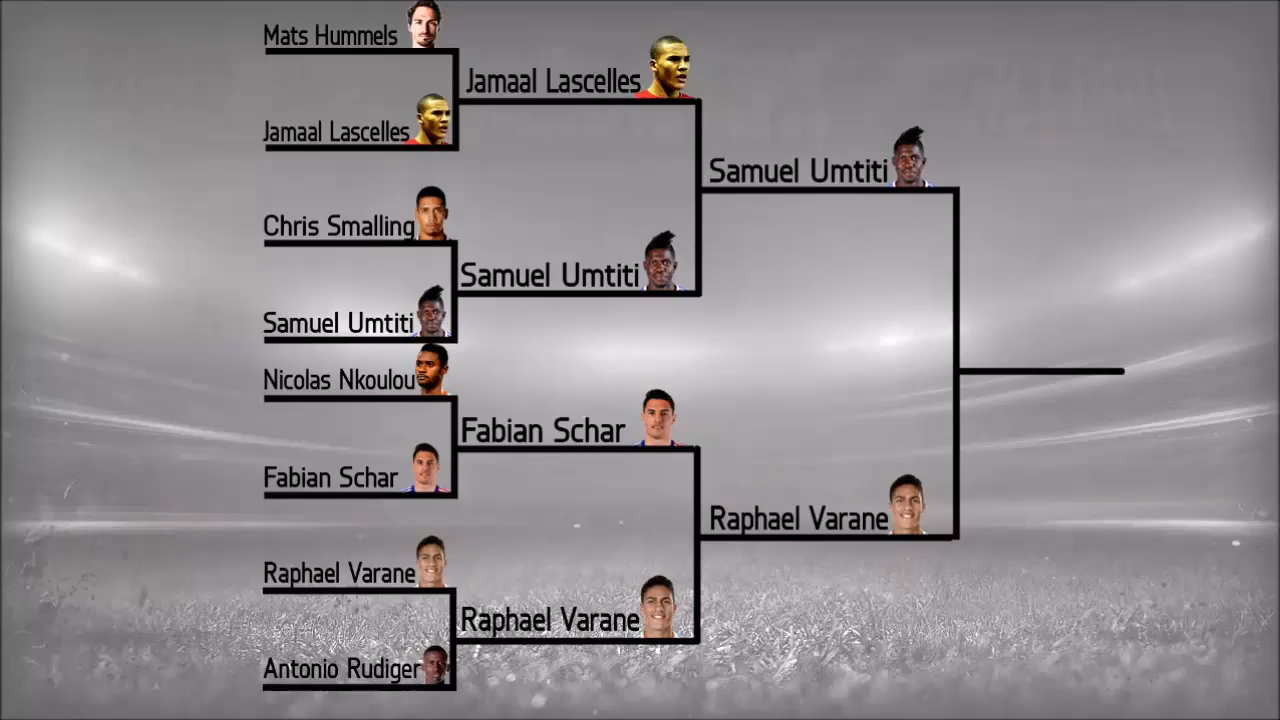 Mats Hummels
Jamaal Lascelles
Jamaal Lascelles
Samuel Umtiti
Chris Smalling
Samuel Umtiti
Samuel Umtiti
Nicolas Nkoulou
Fabian Schar
Fabian Schar
Raphael Varane
Raphael Varane
Raphael Varane
Antonio Rudiger